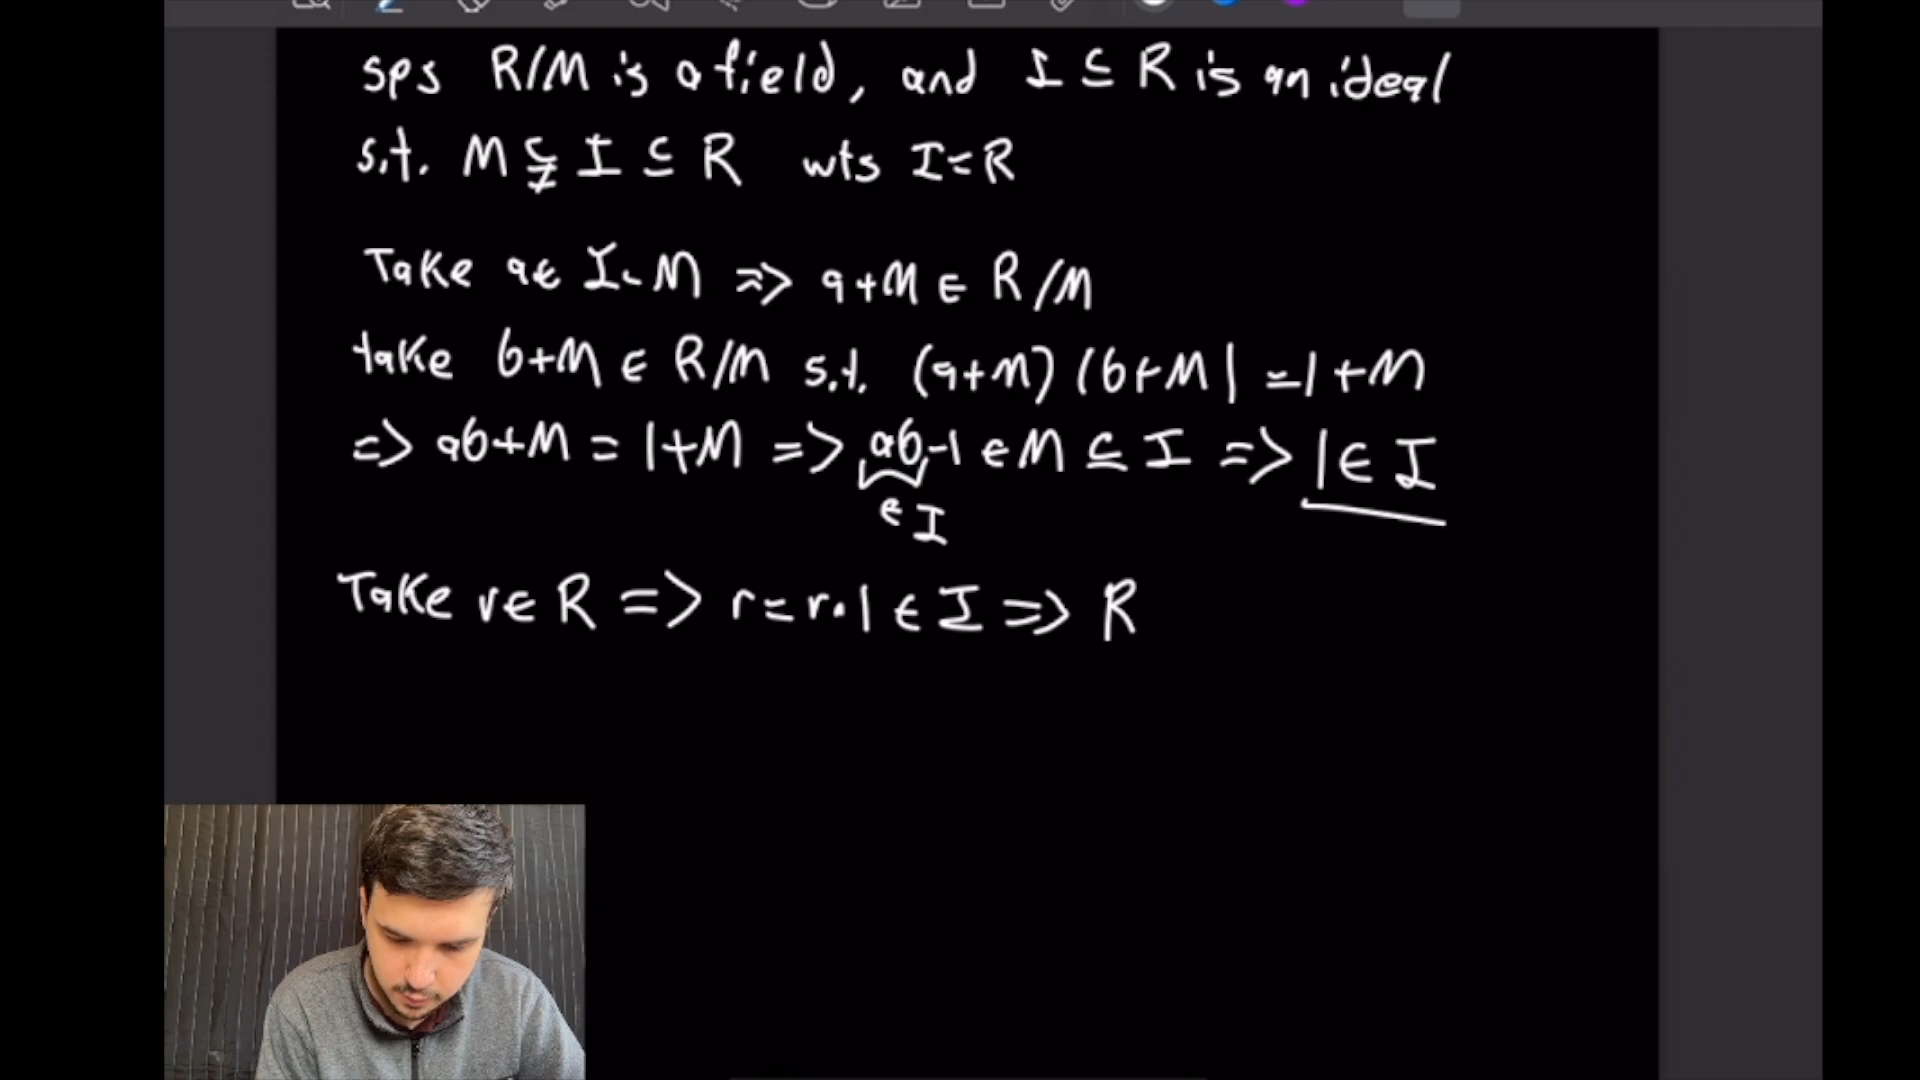 sps R/M is a field, and I ⊆ R is an ideal
s.t. M ⊊ I ⊆ R wts I=R
Take a∈ I∖M => a+M ∈ R/M
take b+M ∈ R/M s.t. (a+M)(b+M) =1+M
=> ab+M = 1+M => ab-1 ∈ M ⊆ I => 1∈ I
∈ I
Take r∈ R => r=r·1 ∈ I => R